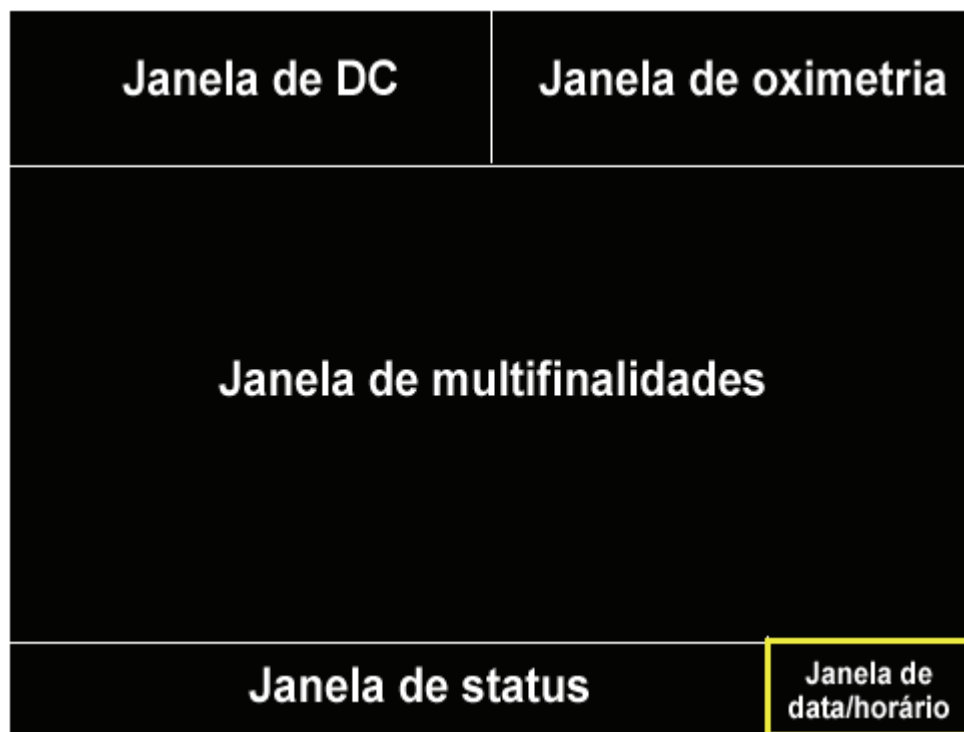 Janela de DC
Janela de oximetria
Janela de multifinalidades
Janela de status
Janela de
data/horário